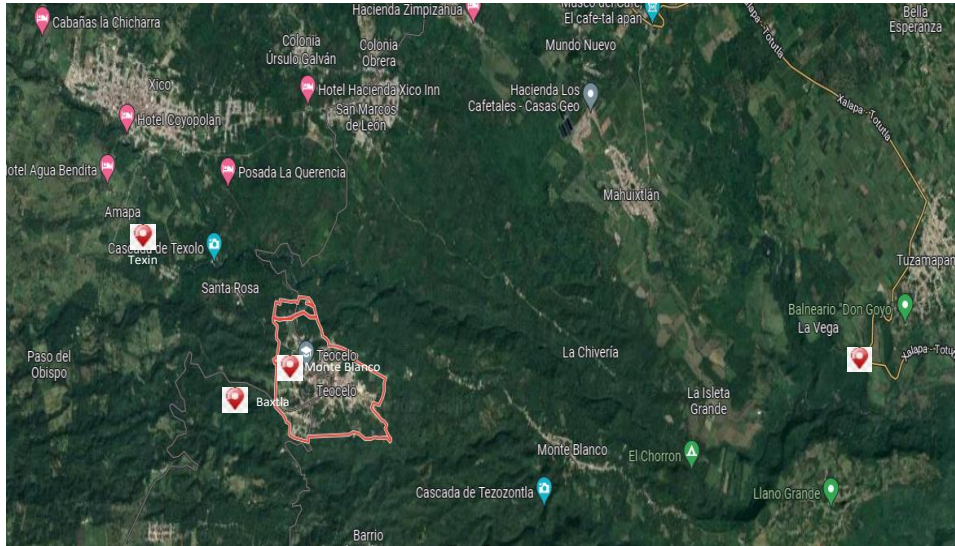 Hacienda Zimpizahua
Museo del Café,
El cafe-tal apan
Bella
Esperanza
Cabañas la Chicharra
Colonia
Úrsulo Galván
Colonia
Obrera
Mundo Nuevo
Xico
Hotel Hacienda Xico Inn
Hacienda Los
Cafetales - Casas Geo
Xalapa - Totutla
Xalapa - Totutla
Hotel Coyopolan
San Marcos
de León
Hotel Agua Bendita
Posada La Querencia
Mahuixtlán
Amapa
Cascada de Texolo
Texin
Tuzamapan
Santa Rosa
Balneario "Don Goyo"
La Vega
Paso del
Obispo
Teocelo
Monte Blanco
La Chivería
Xalapa - Totut
Teocelo
Baxtla
La Isleta
Grande
Monte Blanco
El Chorron
Cascada de Tezozontla
Llano Grande
Barrio